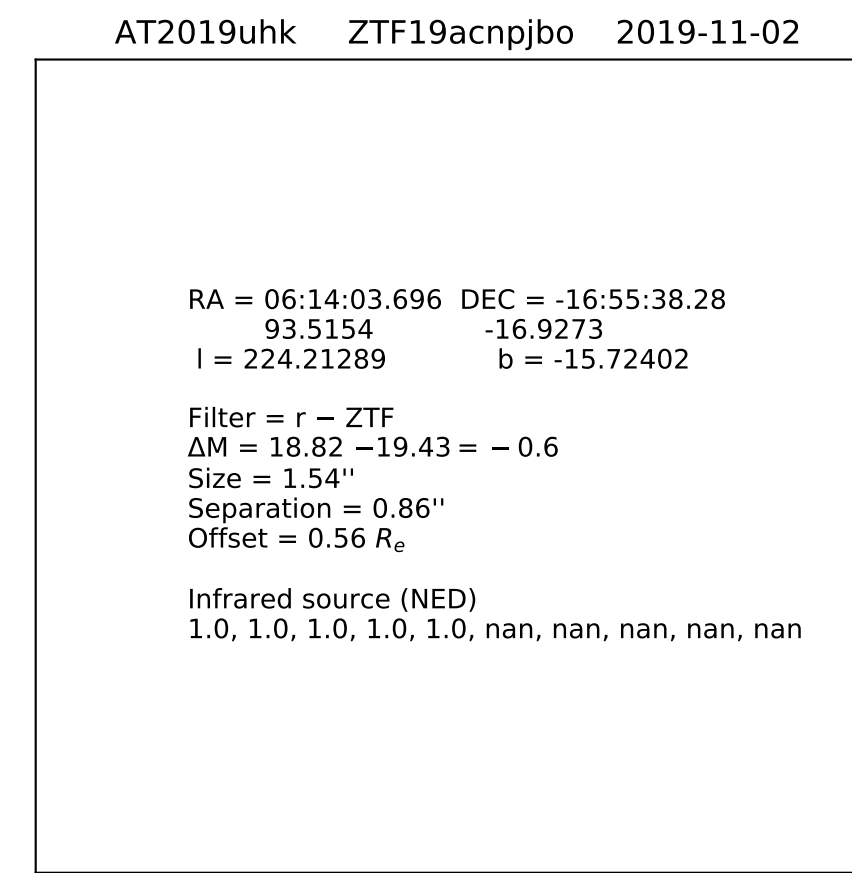 AT2019uhk ZTF19acnpjbo 2019-11-02
RA = 06:14:03.696 DEC = -16:55:38.28
93.5154 -16.9273
l = 224.21289 b = -15.72402
Filter = r − ZTF
ΔM = 18.82 −19.43 = − 0.6
Size = 1.54''
Separation = 0.86''
Offset = 0.56 Re
Infrared source (NED)
1.0, 1.0, 1.0, 1.0, 1.0, nan, nan, nan, nan, nan